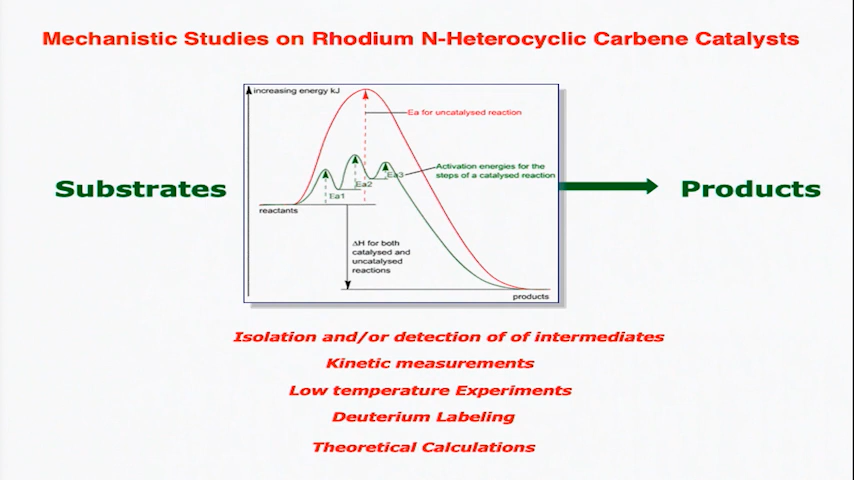 Mechanistic Studies on Rhodium N-Heterocyclic Carbene Catalysts
increasing energy kJ
Ea for uncatalysed reaction
Activation energies for the
steps of a catalysed reaction
Ea3
Ea2
Ea1
Substrates
Products
reactants
ΔH for both
catalysed and
uncatalysed
reactions
products
Isolation and/or detection of of intermediates
Kinetic measurements
Low temperature Experiments
Deuterium Labeling
Theoretical Calculations